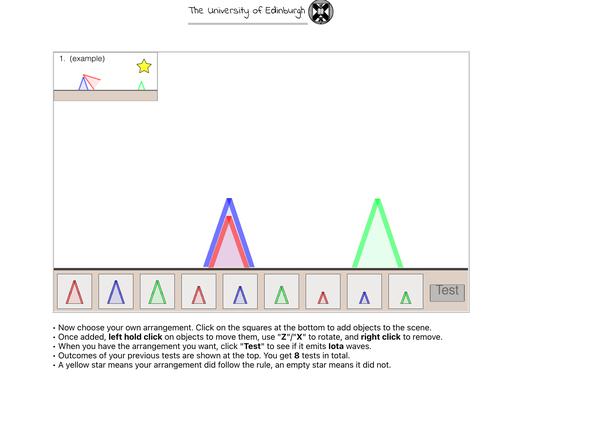 The University of Edinburgh
1. (example)
Test
• Now choose your own arrangement. Click on the squares at the bottom to add objects to the scene.
• Once added, left hold click on objects to move them, use "Z"/"X" to rotate, and right click to remove.
• When you have the arrangement you want, click "Test" to see if it emits Iota waves.
• Outcomes of your previous tests are shown at the top. You get 8 tests in total.
• A yellow star means your arrangement did follow the rule, an empty star means it did not.